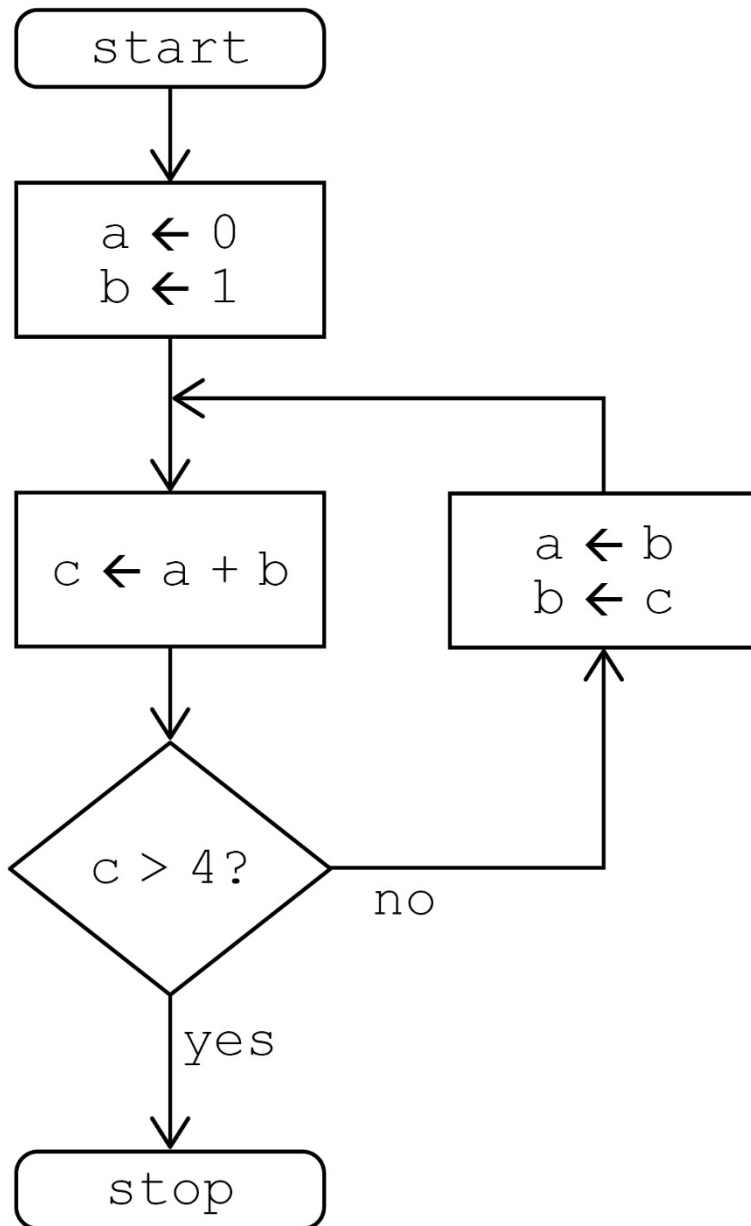 start
a ← 0
b ← 1
c ← a + b
a ← b
b ← c
c > 4?
no
yes
stop